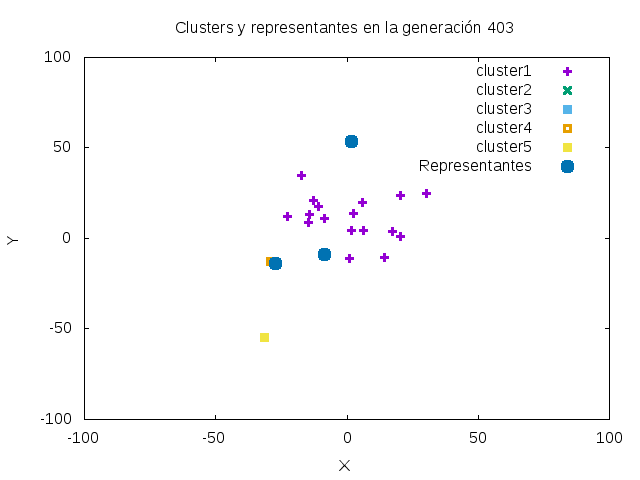 Clusters y representantes en la generación 403
100
50
0
-50
-100
-100
-50
0
50
100
Y
X
cluster1
cluster2
cluster3
cluster4
cluster5
Representantes